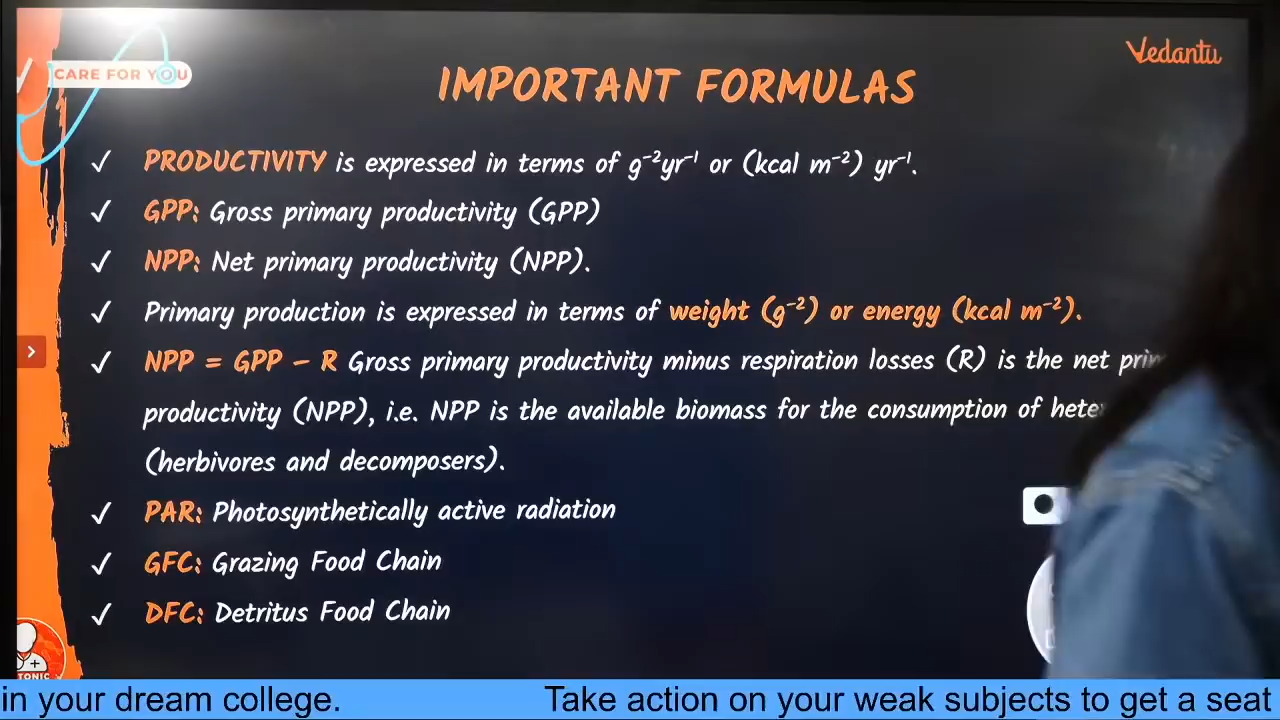 Vedantu
CARE FOR YOU
IMPORTANT FORMULAS
✓ PRODUCTIVITY is expressed in terms of g⁻²yr⁻¹ or (kcal m⁻²) yr⁻¹.
✓ GPP: Gross primary productivity (GPP)
✓ NPP: Net primary productivity (NPP).
✓ Primary production is expressed in terms of weight (g⁻²) or energy (kcal m⁻²).
✓ NPP = GPP – R Gross primary productivity minus respiration losses (R) is the net
productivity (NPP), i.e. NPP is the available biomass for the consumption of
(herbivores and decomposers).
✓ PAR: Photosynthetically active radiation
✓ GFC: Grazing Food Chain
✓ DFC: Detritus Food Chain
in your dream college. Take action on your weak subjects to get a seat